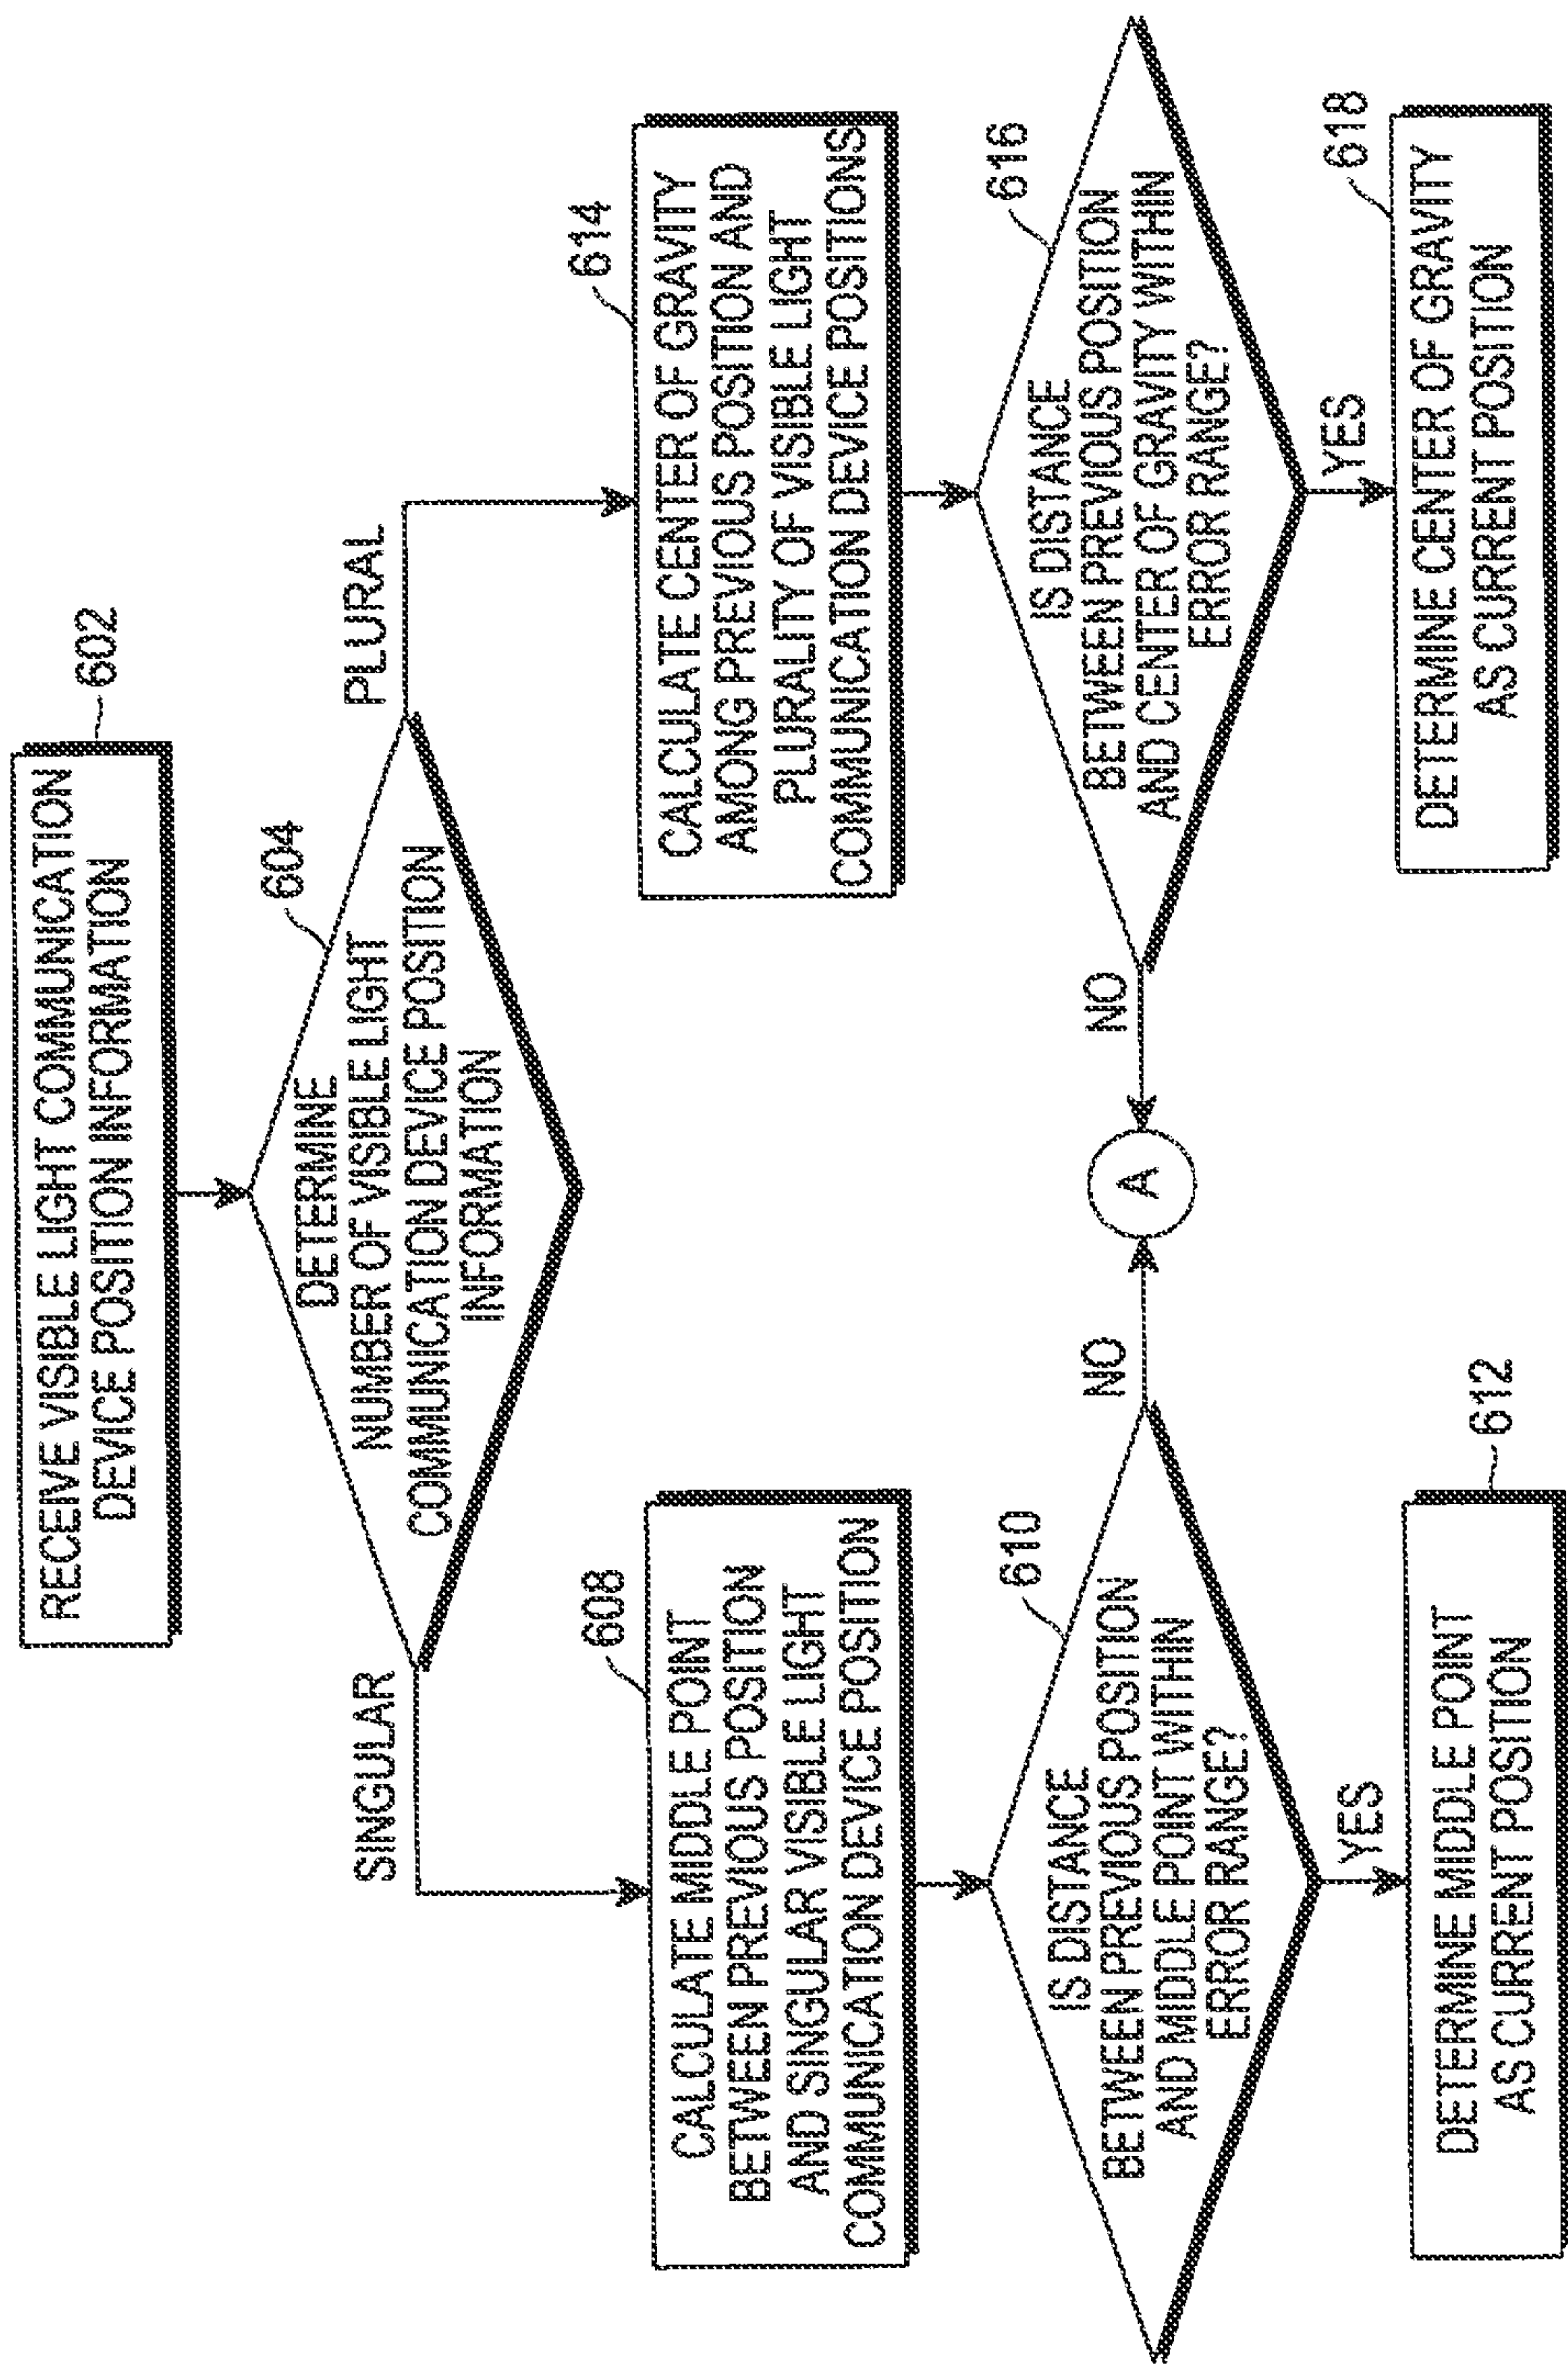 RECEIVE VISIBLE LIGHT COMMUNICATION
DEVICE POSITION INFORMATION
602
604
DETERMINE
NUMBER OF VISIBLE LIGHT
COMMUNICATION DEVICE POSITION
INFORMATION
SINGULAR
PLURAL
608
CALCULATE MIDDLE POINT
BETWEEN PREVIOUS POSITION
AND SINGULAR VISIBLE LIGHT
COMMUNICATION DEVICE POSITION
614
CALCULATE CENTER OF GRAVITY
AMONG PREVIOUS POSITION AND
PLURALITY OF VISIBLE LIGHT
COMMUNICATION DEVICE POSITIONS
610
IS DISTANCE
BETWEEN PREVIOUS POSITION
AND MIDDLE POINT WITHIN
ERROR RANGE?
NO
A
NO
616
IS DISTANCE
BETWEEN PREVIOUS POSITION
AND CENTER OF GRAVITY WITHIN
ERROR RANGE?
YES
612
DETERMINE MIDDLE POINT
AS CURRENT POSITION
YES
618
DETERMINE CENTER OF GRAVITY
AS CURRENT POSITION